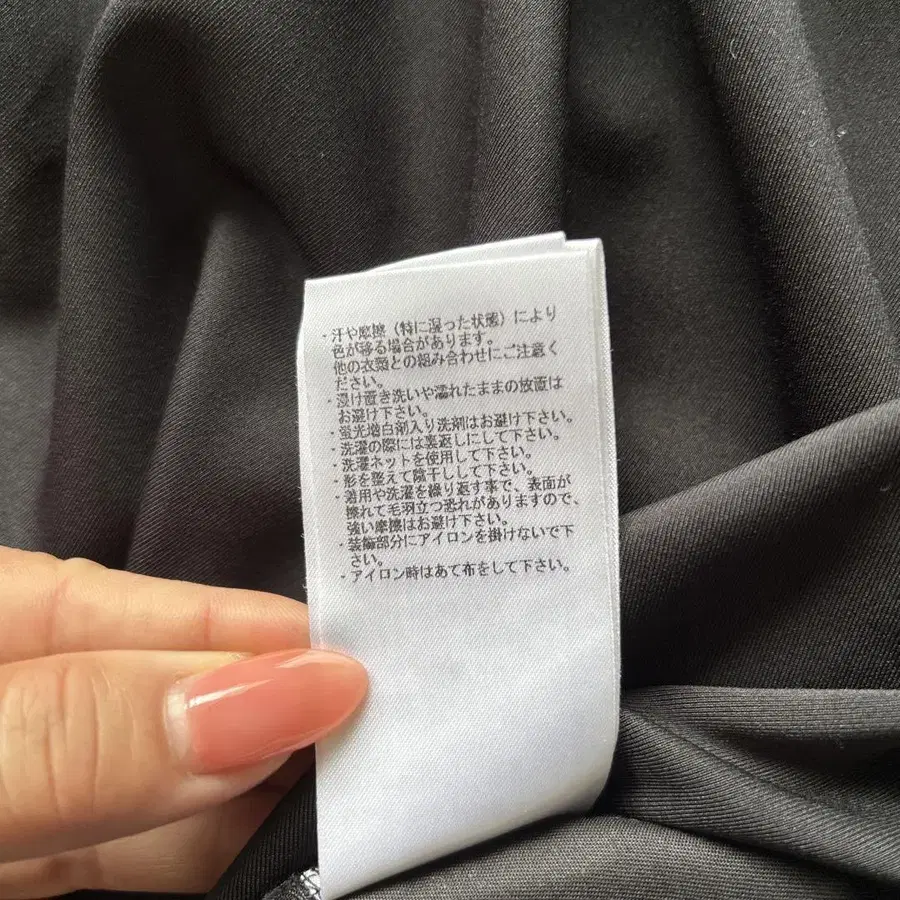 ・汗や摩擦（特に湿った状態）により
色が移る場合があります。
他の衣類との組み合わせにご注意く
ださい。
・浸け置き洗いや濡れたままの放置は
お避け下さい。
・蛍光増白剤入り洗剤はお避け下さい。
・洗濯の際には裏返しにして下さい。
・洗濯ネットを使用して下さい。
・形を整えて陰干しして下さい。
・着用や洗濯を繰り返す事で、表面が
擦れて毛羽立つ恐れがありますので、
強い摩擦はお避け下さい。
・装飾部分にアイロンを掛けないで下
さい。
・アイロン時はあて布をして下さい。